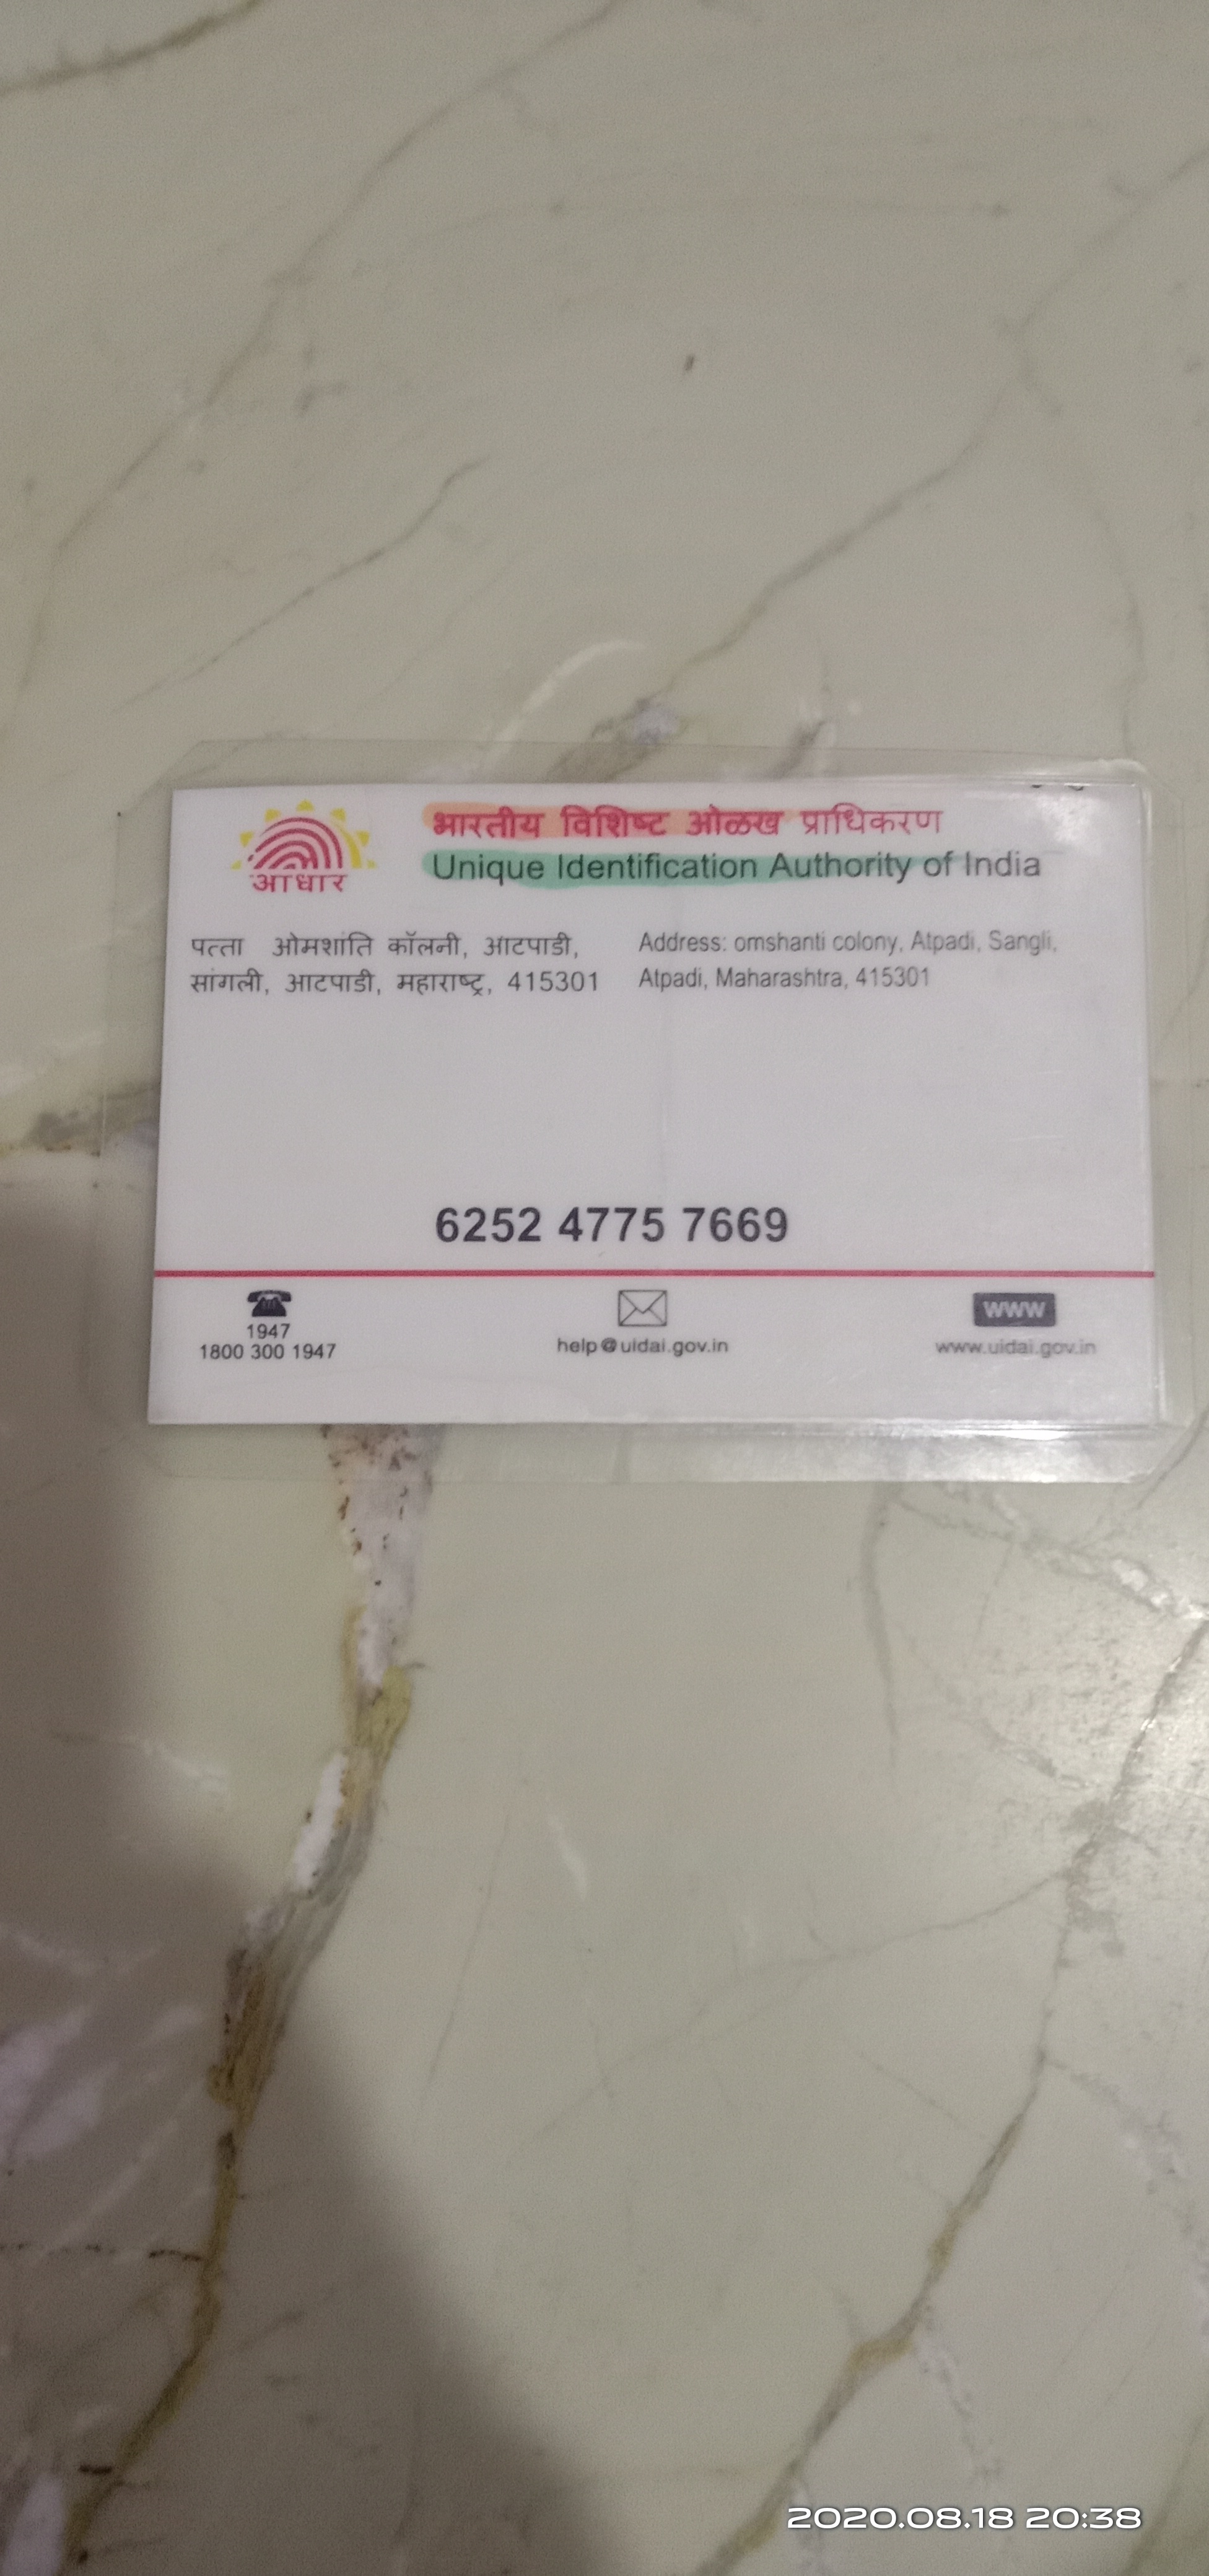 आधार
भारतीय विशिष्ट ओळख प्राधिकरण
Unique Identification Authority of India
पत्ता ओमशांति कॉलनी, आटपाडी,
सांगली, आटपाडी, महाराष्ट्र, 415301
Address: omshanti colony, Atpadi, Sangli,
Atpadi, Maharashtra, 415301
6252 4775 7669
1947
1800 300 1947
help@uidai.gov.in
www
www.uidai.gov.in
2020.08.18 20:38